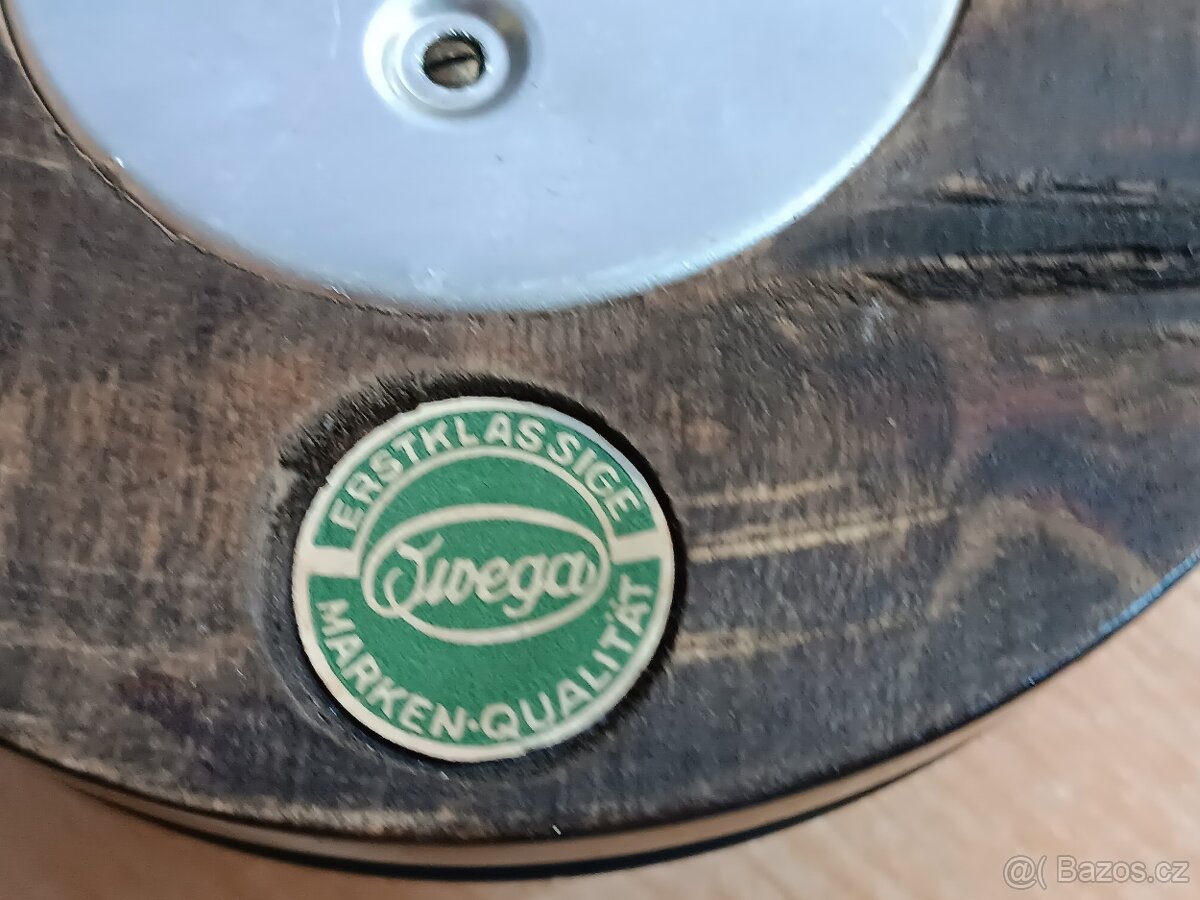 ERSTKLASSIGE
Swega
MARKEN·QUALITÄT
@( Bazos.cz